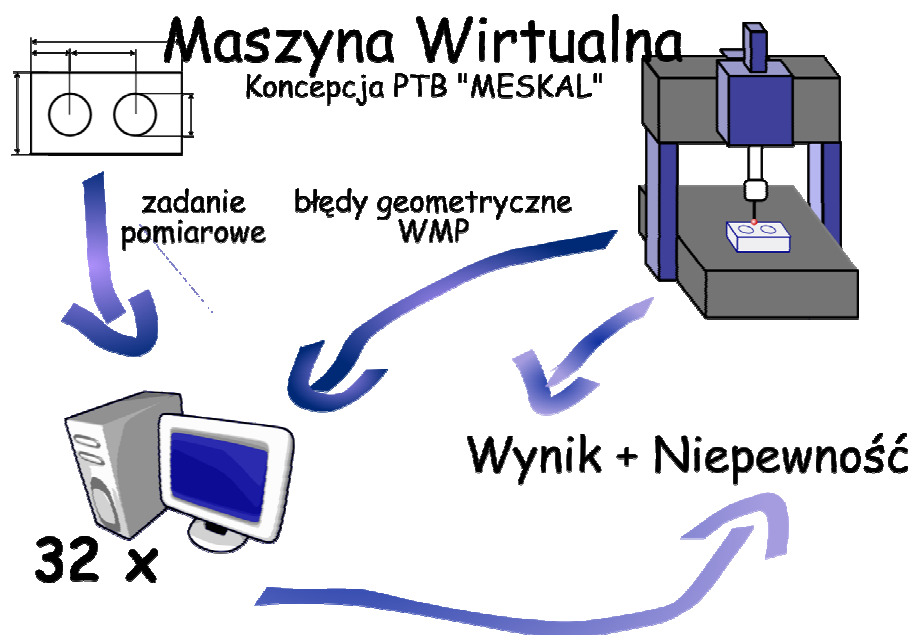 Maszyna Wirtualna
Koncepcja PTB "MESKAL"
zadanie
pomiarowe
błędy geometryczne
WMP
Wynik + Niepewność
32 x